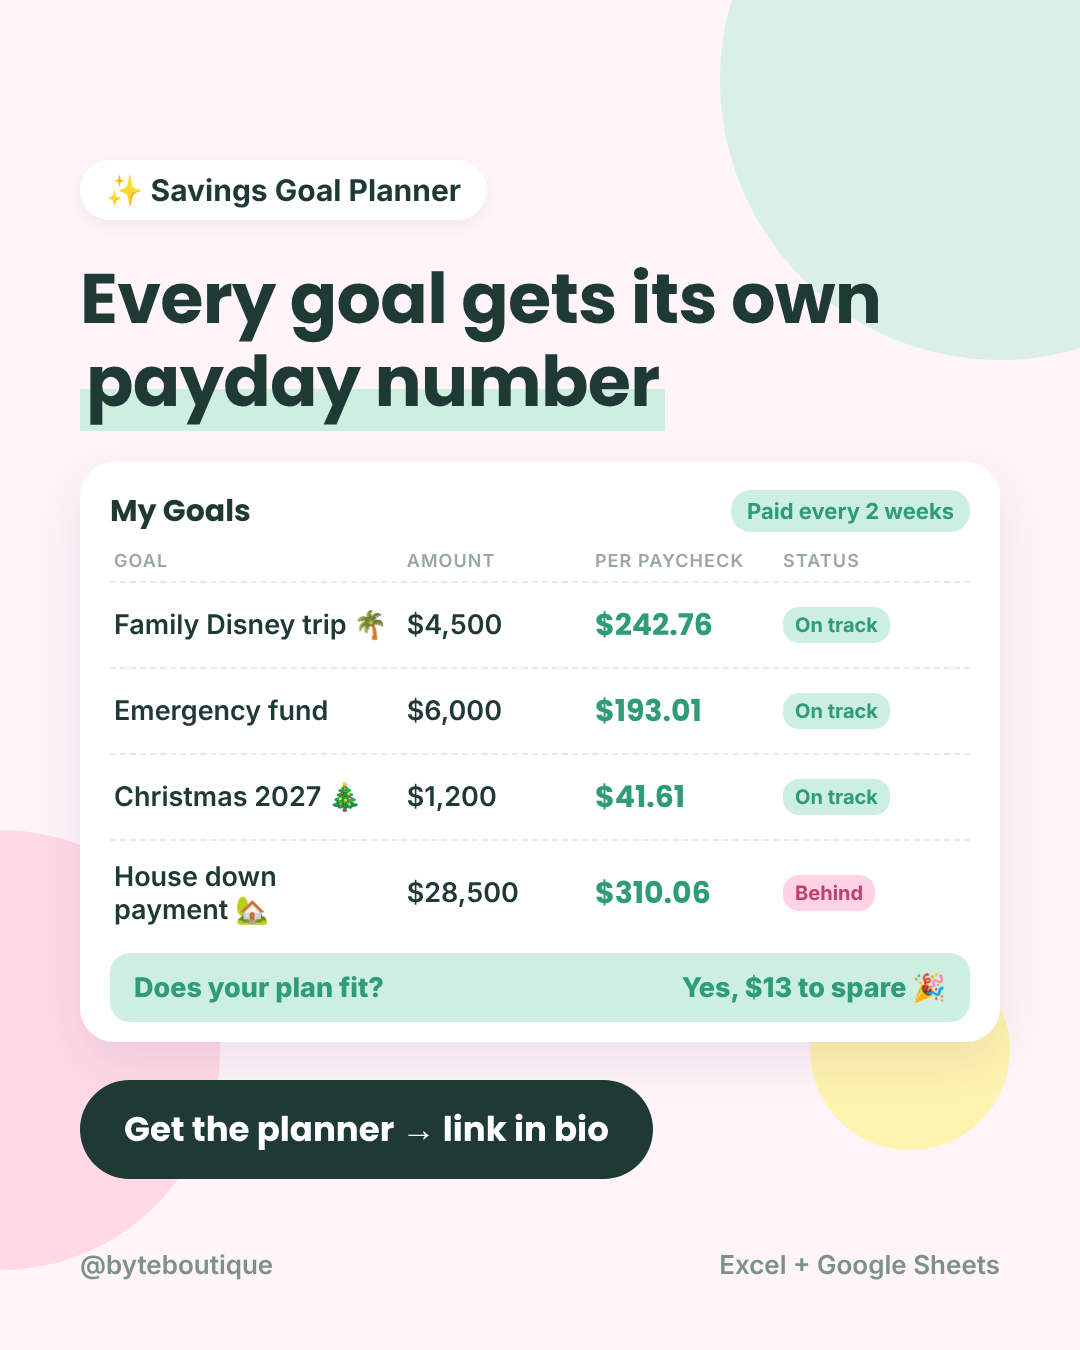 ✨ Savings Goal Planner
Every goal gets its own
payday number
My Goals
Paid every 2 weeks
GOAL AMOUNT PER PAYCHECK STATUS
Family Disney trip 🌴 $4,500 $242.76 On track
Emergency fund $6,000 $193.01 On track
Christmas 2027 🎄 $1,200 $41.61 On track
House down
payment 🏡 $28,500 $310.06 Behind
Does your plan fit? Yes, $13 to spare 🎉
Get the planner → link in bio
@byteboutique
Excel + Google Sheets